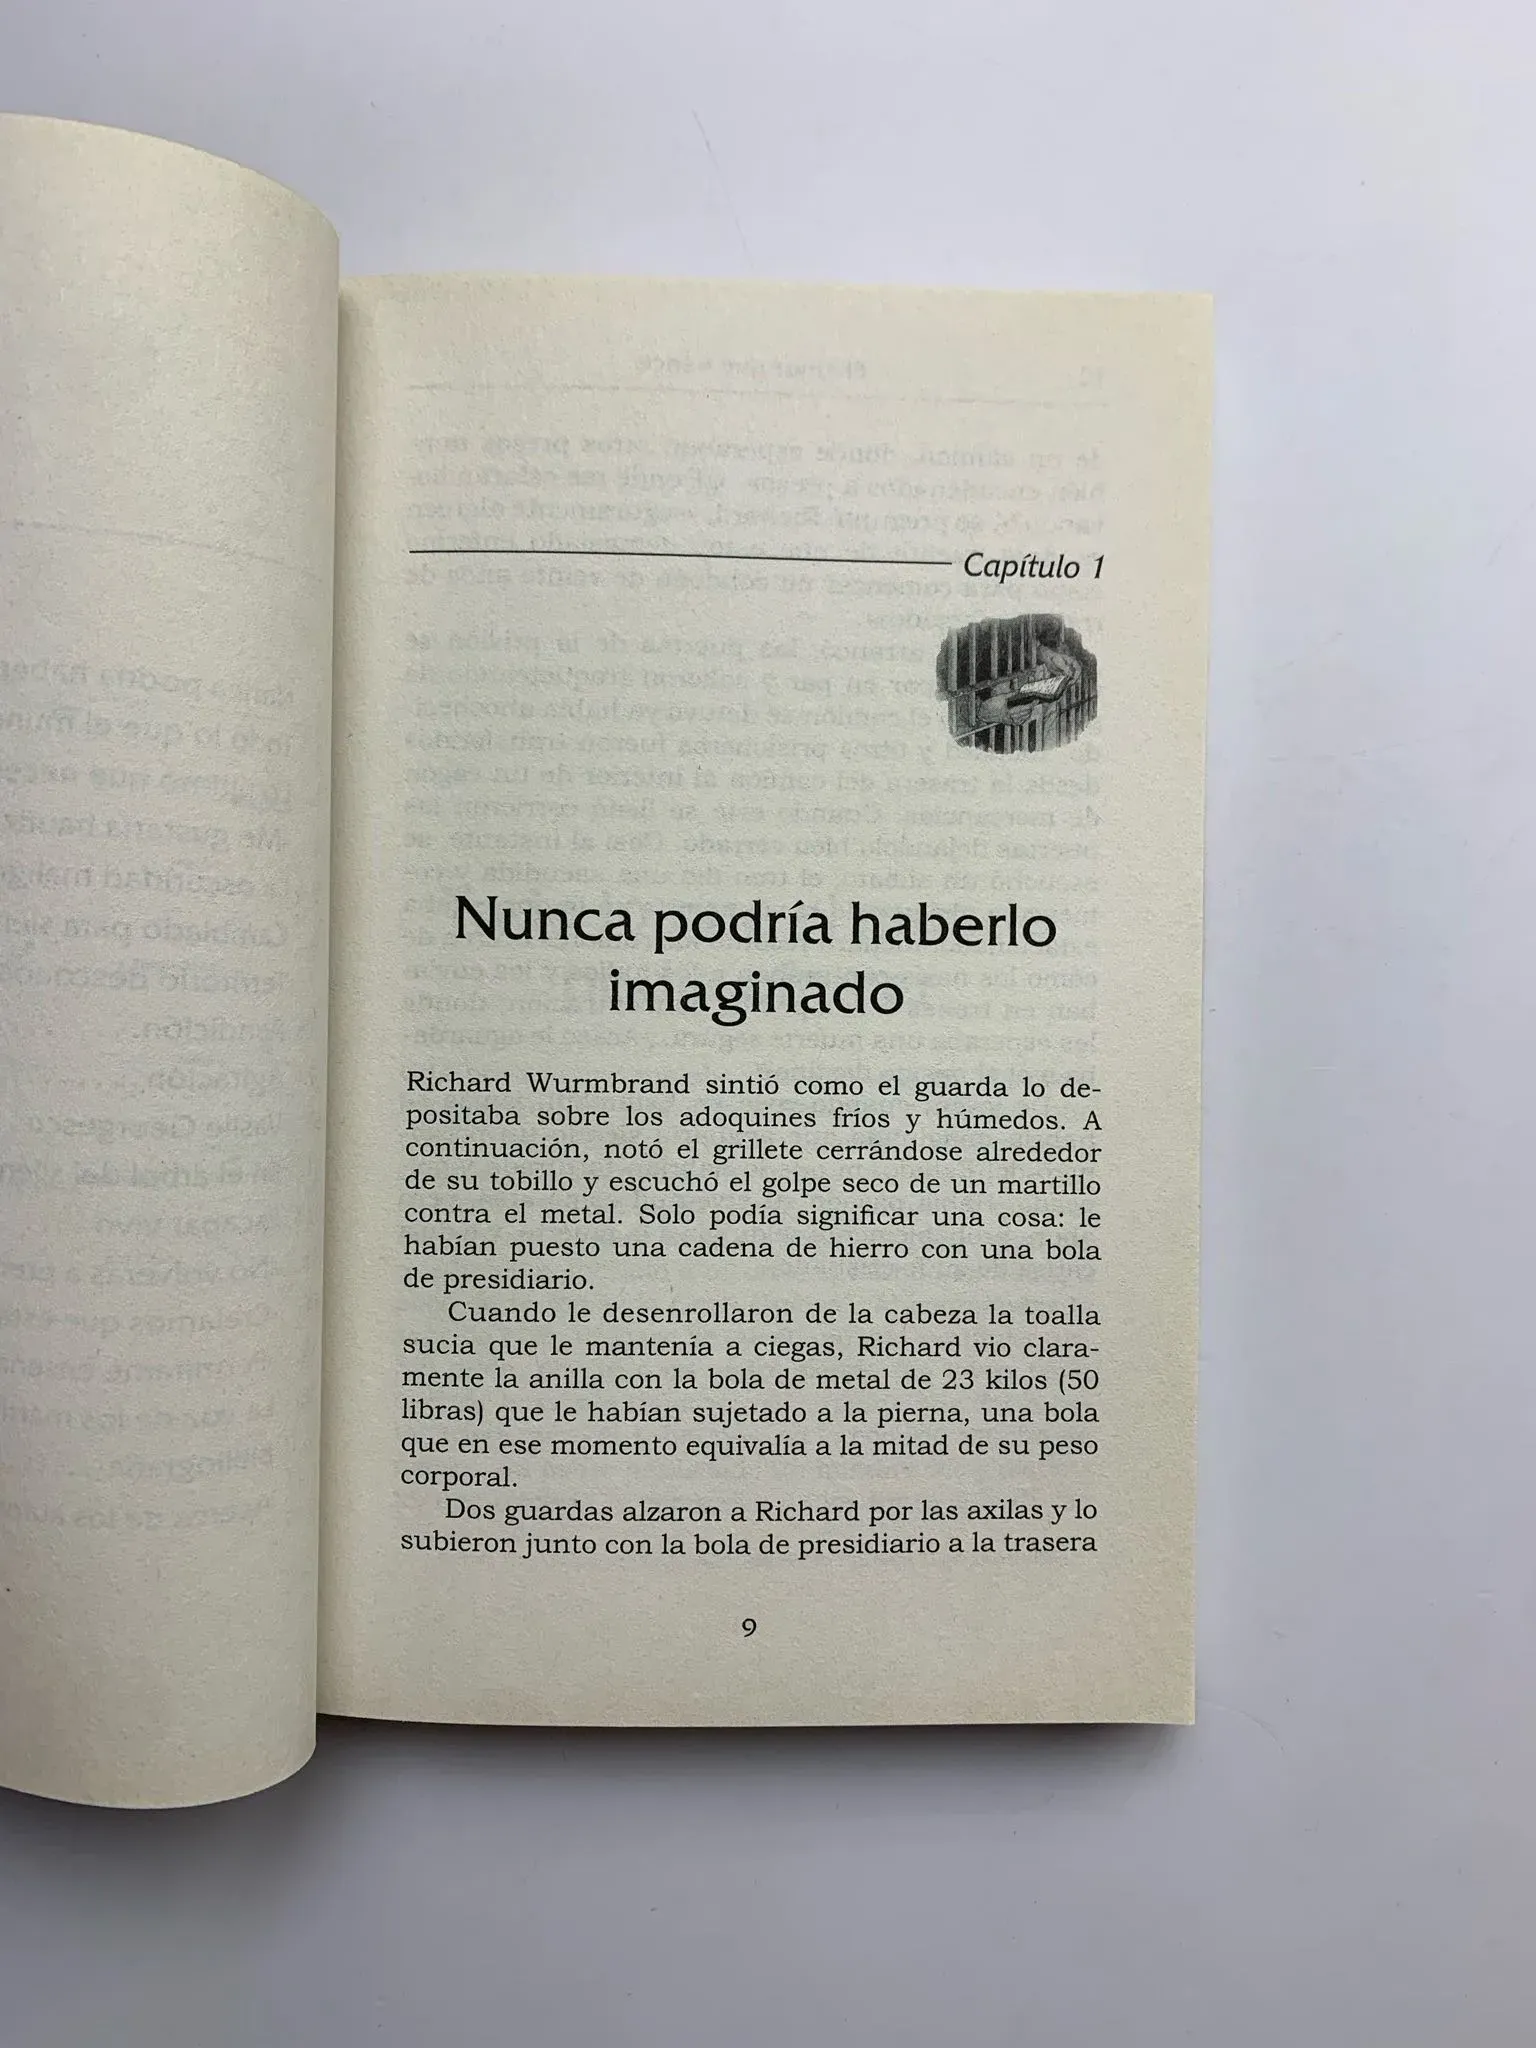 Capítulo 1
Nunca podría haberlo
imaginado
Richard Wurmbrand sintió como el guarda lo de-
positaba sobre los adoquines fríos y húmedos. A
continuación, notó el grillete cerrándose alrededor
de su tobillo y escuchó el golpe seco de un martillo
contra el metal. Solo podía significar una cosa: le
habían puesto una cadena de hierro con una bola
de presidiario.
Cuando le desenrollaron de la cabeza la toalla
sucia que le mantenía a ciegas, Richard vio clara-
mente la anilla con la bola de metal de 23 kilos (50
libras) que le habían sujetado a la pierna, una bola
que en ese momento equivalía a la mitad de su peso
corporal.
Dos guardas alzaron a Richard por las axilas y lo
subieron junto con la bola de presidiario a la trasera
9